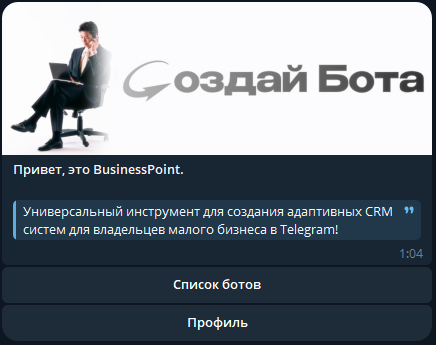 Создай Бота
Привет, это BusinessPoint.
Универсальный инструмент для создания адаптивных CRM
систем для владельцев малого бизнеса в Telegram!
1:04
Список ботов
Профиль